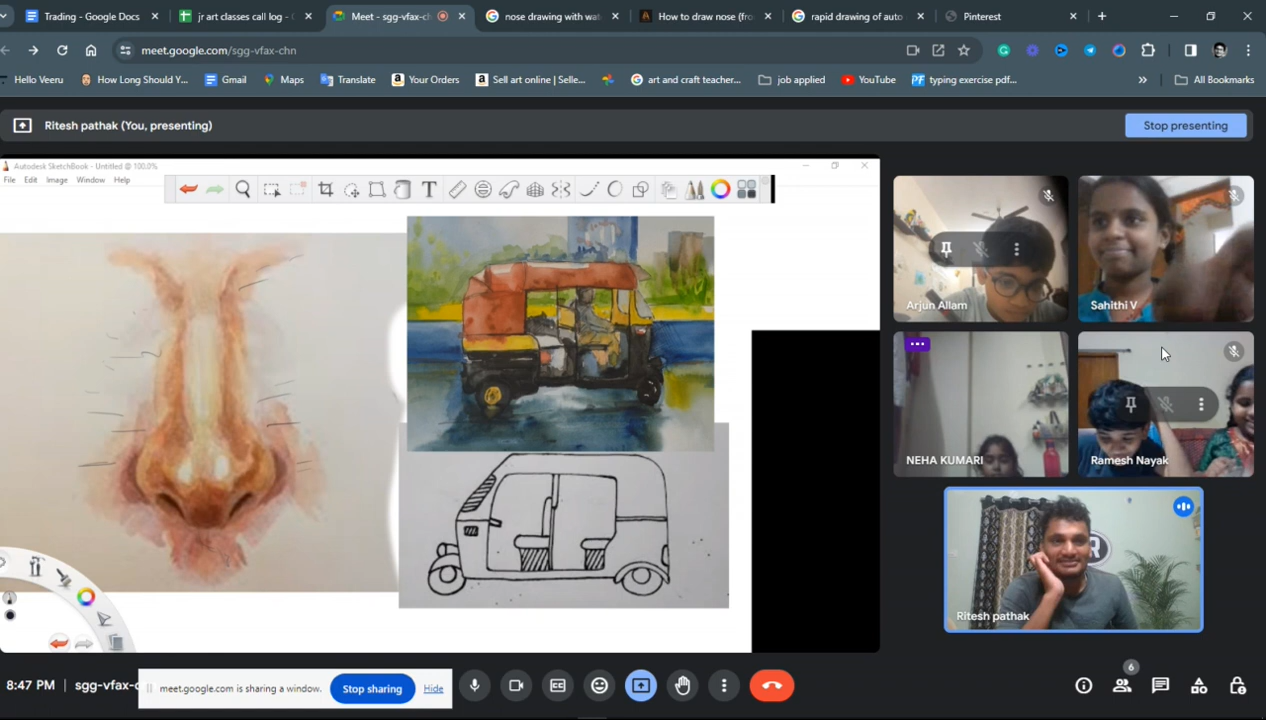 Trading - Google Docs
jr art classes call log - G
Meet - sgg-vfax-ch
nose drawing with wat
How to draw nose (fro
rapid drawing of auto
Pinterest
meet.google.com/sgg-vfax-chn
Hello Veeru
How Long Should Y...
Gmail
Maps
Translate
Your Orders
Sell art online | Selle...
art and craft teacher...
job applied
YouTube
PF
typing exercise pdf...
All Bookmarks
Ritesh pathak (You, presenting)
Stop presenting
Autodesk SketchBook - Untitled @ 100.0%
File Edit Image Window Help
T
Arjun Allam
Sahithi V
NEHA KUMARI
Ramesh Nayak
R
Ritesh pathak
8:47 PM | sgg-vfax-c
meet.google.com is sharing a window.
Stop sharing
Hide
6